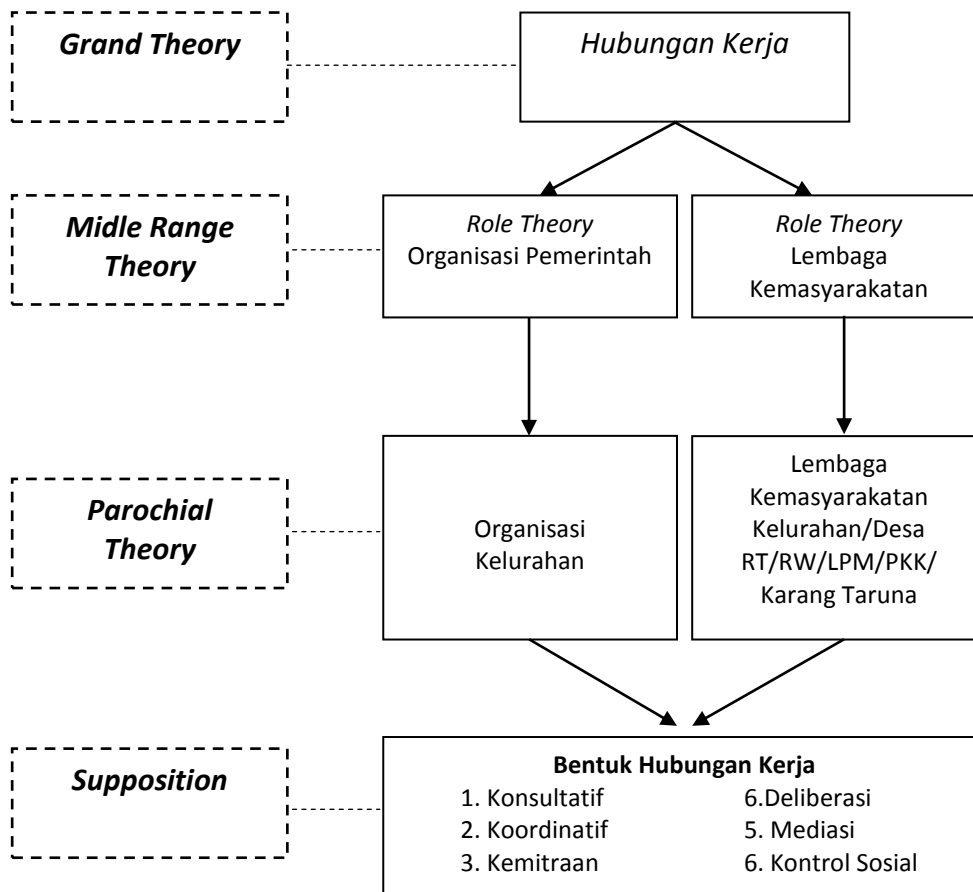 Grand Theory
Hubungan Kerja
Midle Range
Theory
Role Theory
Organisasi Pemerintah
Role Theory
Lembaga
Kemasyarakatan
Parochial
Theory
Organisasi
Kelurahan
Lembaga
Kemasyarakatan
Kelurahan/Desa
RT/RW/LPM/PKK/
Karang Taruna
Supposition
Bentuk Hubungan Kerja
1. Konsultatif
2. Koordinatif
3. Kemitraan
6.Deliberasi
5. Mediasi
6. Kontrol Sosial